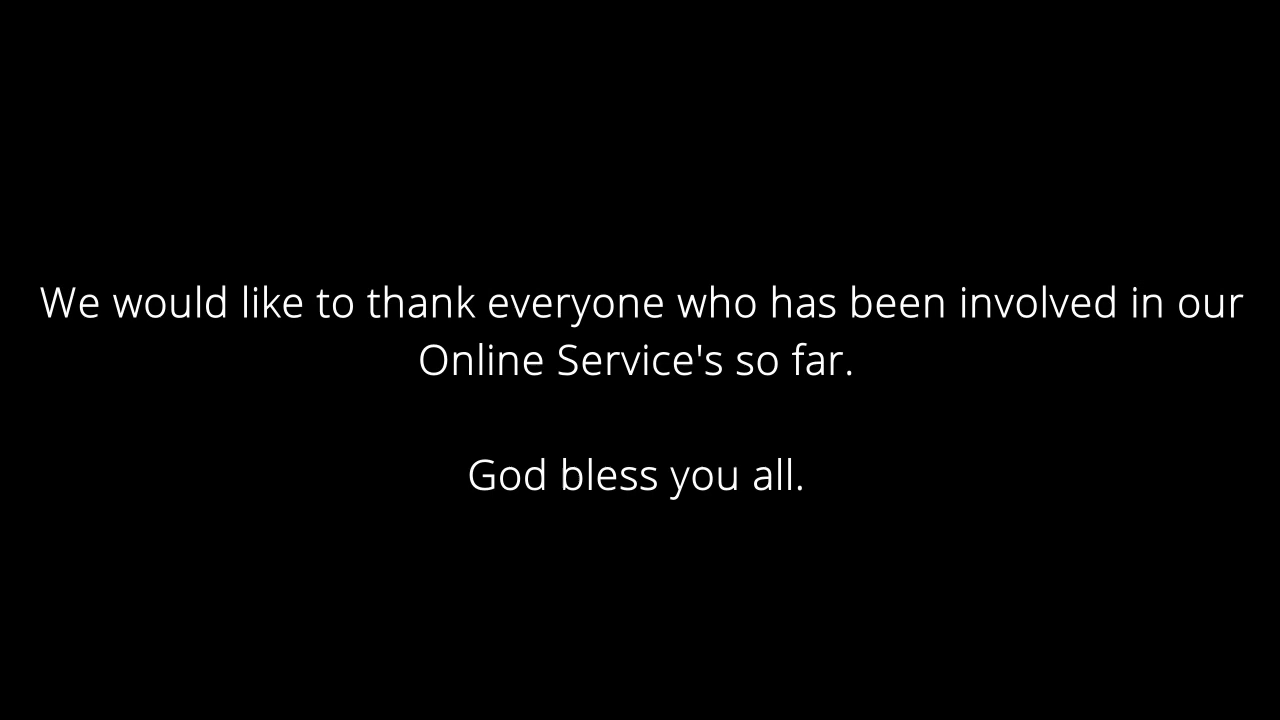 We would like to thank everyone who has been involved in our
Online Service's so far.
God bless you all.